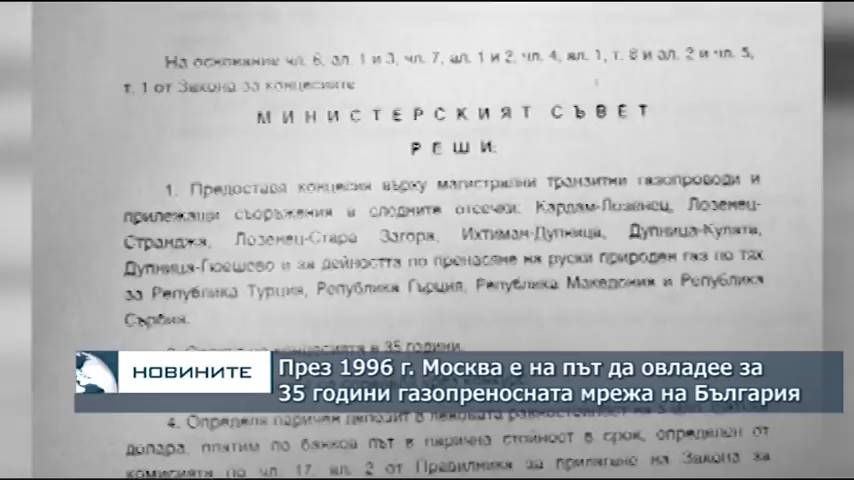 На основание чл. 6, ал. 1 и 3, чл. 7, ал. 1 и 2, чл. 4, ал. 1, т. 8 и ал. 2 и чл. 5,
т. 1 от Закона за концесиите
МИНИСТЕРСКИЯТ СЪВЕТ
РЕШИ:
1. Предоставя концесия върху магистрални транзитни газопроводи и
прилежащи съоръжения в следните отсечки: Кардам-Лозенец, Лозенец-
Странджа, Лозенец-Стара Загора, Ихтиман-Дупница, Дупница-Кулата,
Дупница-Гюешево и за дейността по пренасяне на руски природен газ по тях
за Република Турция, Република Гърция, Република Македония и Република
Сърбия.
концесията е 35 години.
НОВИНИТЕ
През 1996 г. Москва е на път да овладее за
35 години газопреносната мрежа на България
4. Определя паричен депозит в левовата равностойност на
долара, платим по банков път в парична стойност в срок, определен от
комисията по чл. 17, ал. 2 от Правилника за прилагане на Закона за